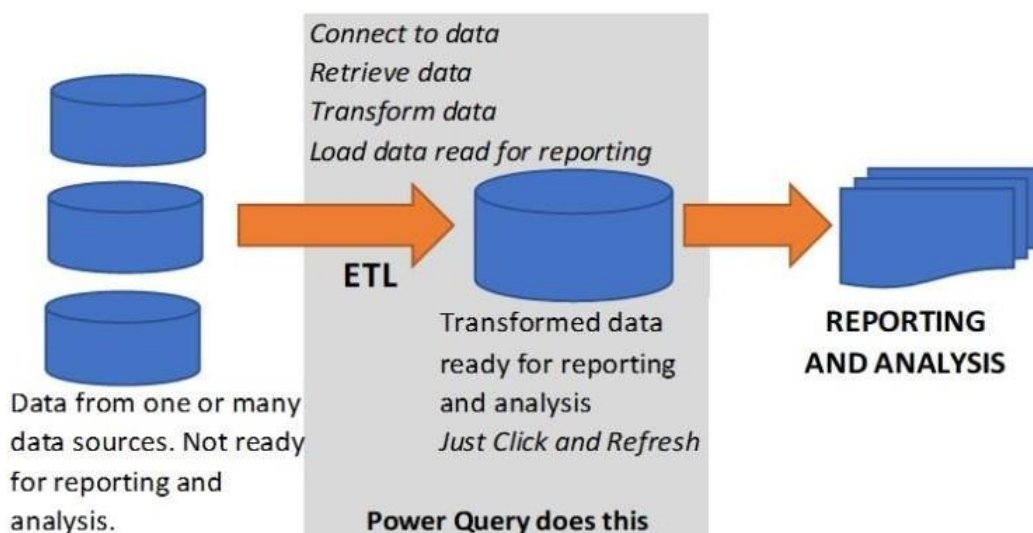 Connect to data
Retrieve data
Transform data
Load data read for reporting
ETL
Data from one or many
data sources. Not ready
for reporting and
analysis.
Transformed data
ready for reporting
and analysis
Just Click and Refresh
Power Query does this
REPORTING
AND ANALYSIS